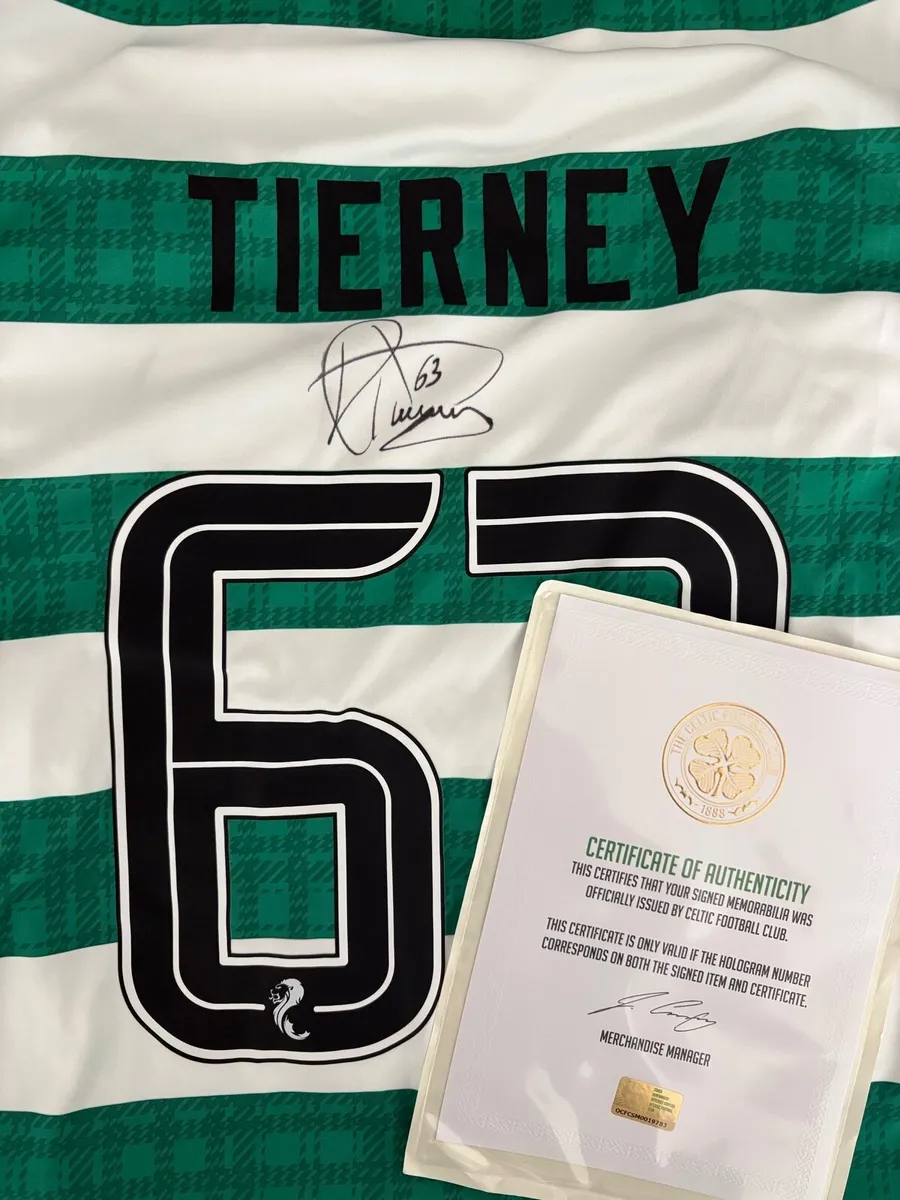 TIERNEY
63
6
THE CELTIC FOOTBALL CLUB
1888
CERTIFICATE OF AUTHENTICITY
THIS CERTIFIES THAT YOUR SIGNED MEMORABILIA WAS
OFFICIALLY ISSUED BY CELTIC FOOTBALL CLUB.
THIS CERTIFICATE IS ONLY VALID IF THE HOLOGRAM NUMBER
CORRESPONDS ON BOTH THE SIGNED ITEM AND CERTIFICATE.
MERCHANDISE MANAGER
OCFCSM0019783